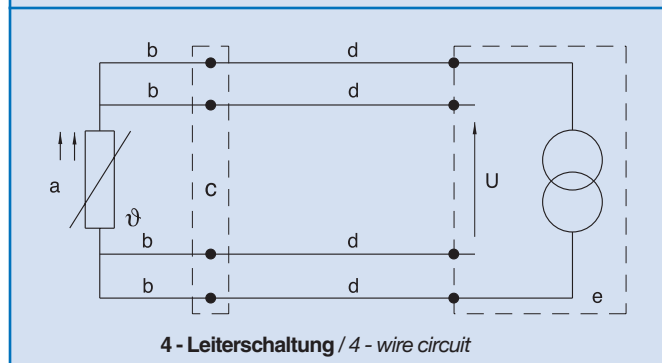 b d
b d
a ϑ c U
b d
b d
e
4 - Leiterschaltung / 4 - wire circuit